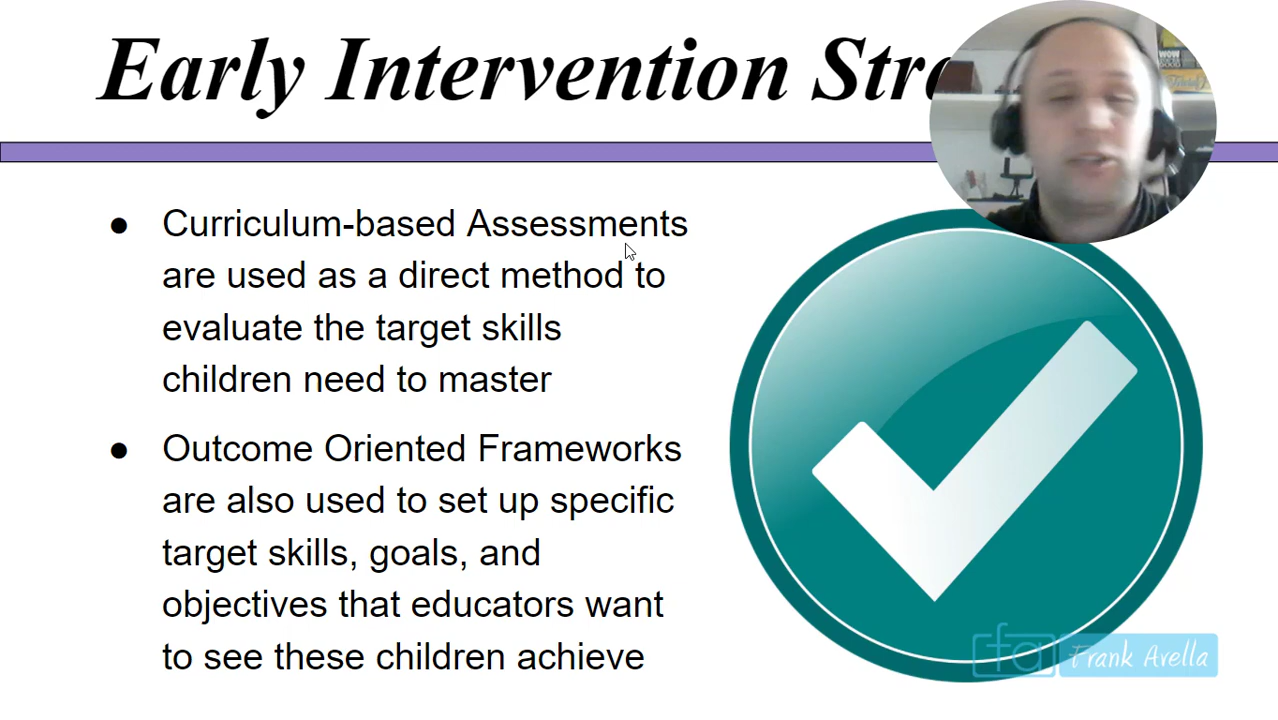 Early Intervention Stra
● Curriculum-based Assessments
are used as a direct method to
evaluate the target skills
children need to master
● Outcome Oriented Frameworks
are also used to set up specific
target skills, goals, and
objectives that educators want
to see these children achieve
fa Frank Avella